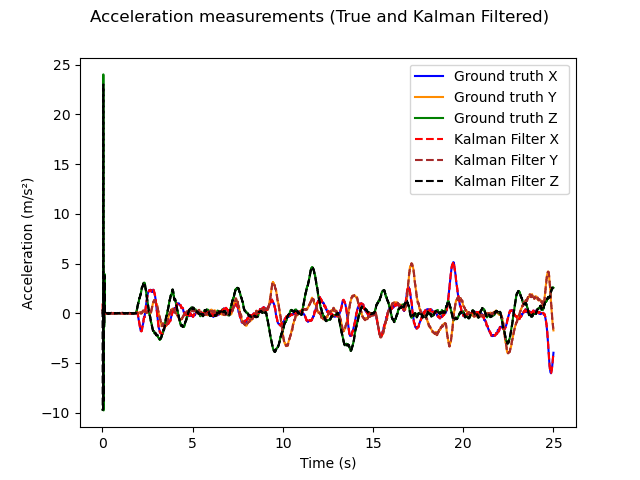 Acceleration measurements (True and Kalman Filtered)
25
20
15
10
5
0
−5
−10
Acceleration (m/s²)
Ground truth X
Ground truth Y
Ground truth Z
Kalman Filter X
Kalman Filter Y
Kalman Filter Z
0 5 10 15 20 25
Time (s)